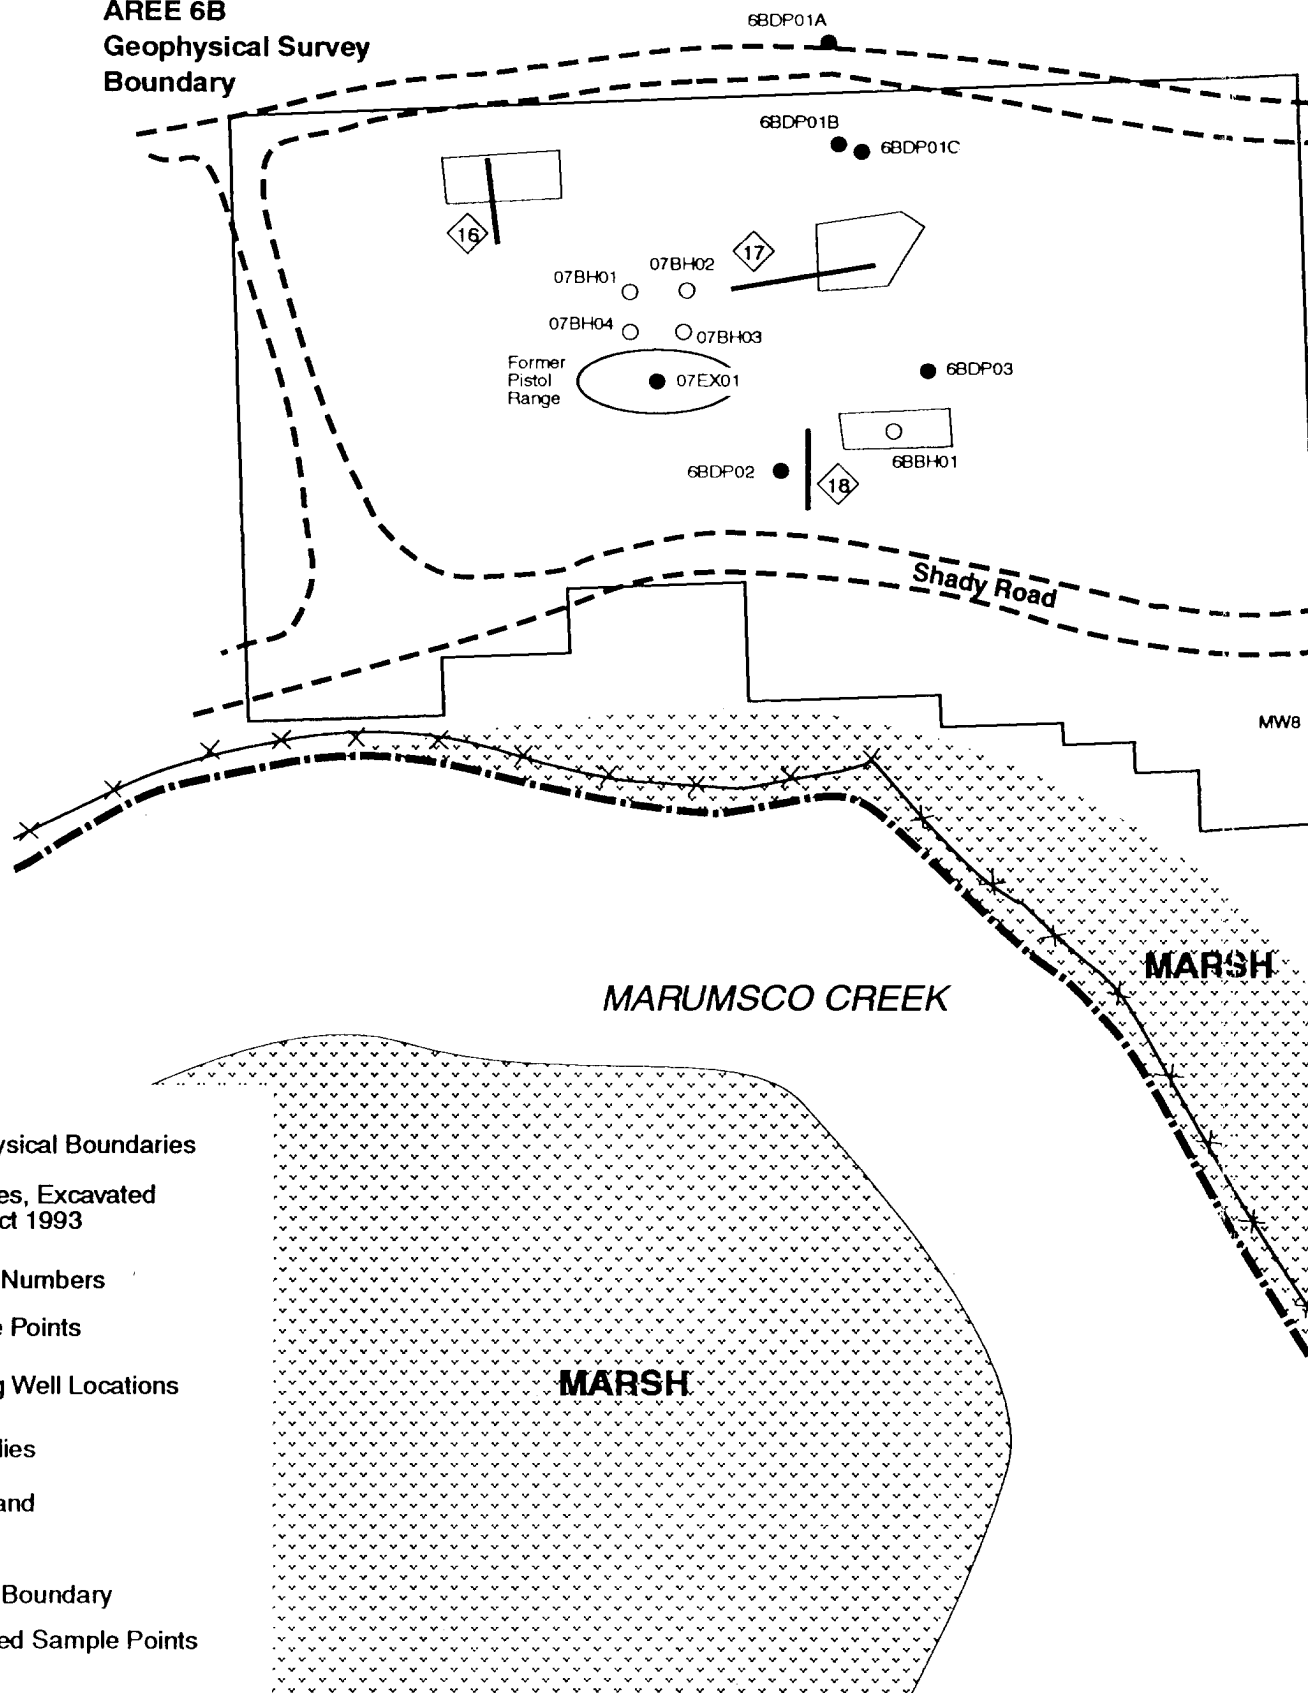 AREE 6B
Geophysical Survey
Boundary
6BDP01A
6BDP01B
6BDP01C
16
17
07BH01
07BH02
07BH04
07BH03
Former
Pistol
Range
07EX01
6BDP03
6BBH01
6BDP02
18
Shady Road
MW8
MARSH
MARUMSCO CREEK
ysical Boundaries
es, Excavated
ct 1993
Numbers
e Points
g Well Locations
MARSH
lies
and
Boundary
ed Sample Points